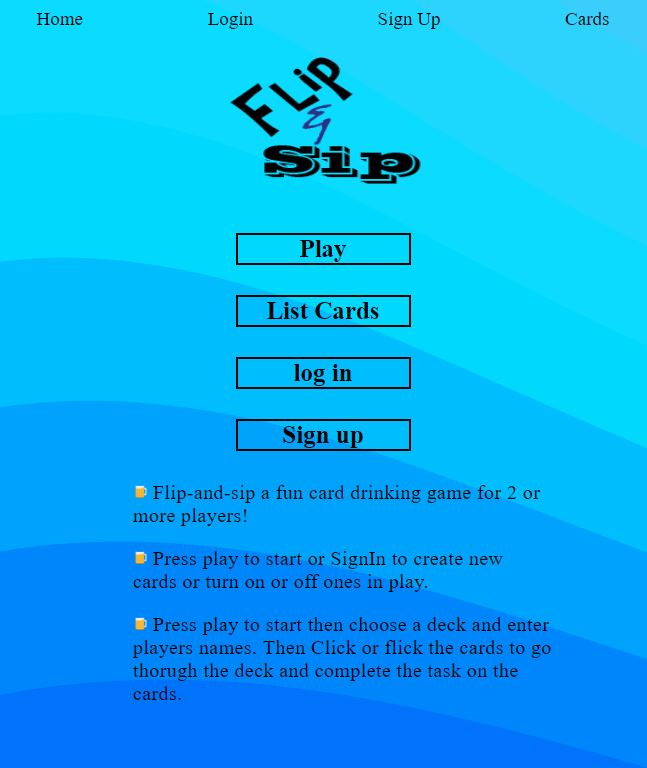 Home Login Sign Up Cards
Flip
&
Sip
Play
List Cards
log in
Sign up
Flip-and-sip a fun card drinking game for 2 or
more players!
Press play to start or SignIn to create new
cards or turn on or off ones in play.
Press play to start then choose a deck and enter
players names. Then Click or flick the cards to go
thorugh the deck and complete the task on the
cards.